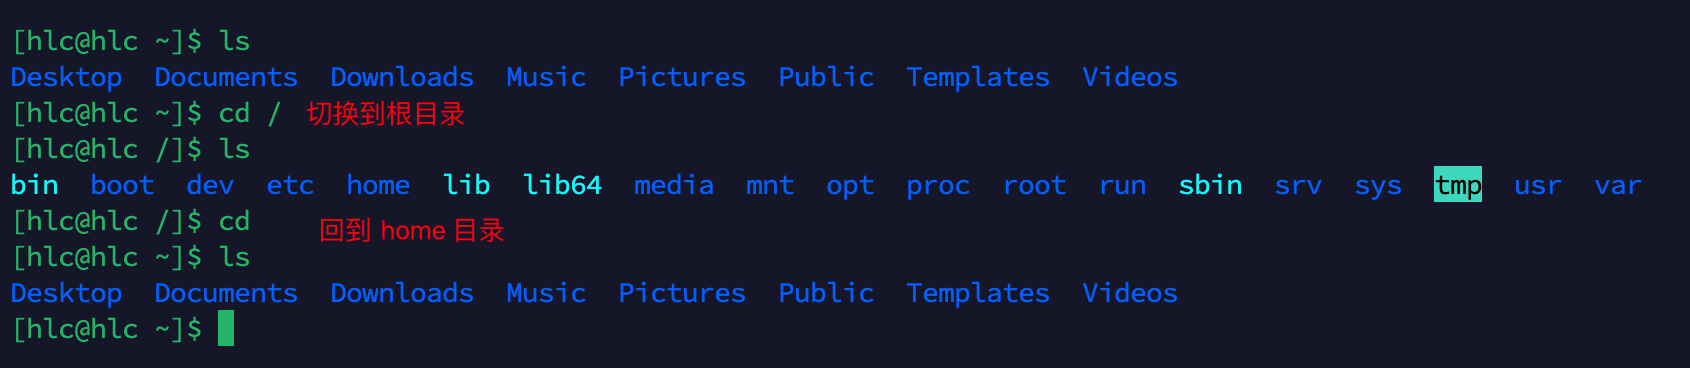 [hlc@hlc ~]$ ls
Desktop  Documents  Downloads  Music  Pictures  Public  Templates  Videos
[hlc@hlc ~]$ cd /  切换到根目录
[hlc@hlc /]$ ls
bin  boot  dev  etc  home  lib  lib64  media  mnt  opt  proc  root  run  sbin  srv  sys  tmp  usr  var
[hlc@hlc /]$ cd  回到 home 目录
[hlc@hlc ~]$ ls
Desktop  Documents  Downloads  Music  Pictures  Public  Templates  Videos
[hlc@hlc ~]$